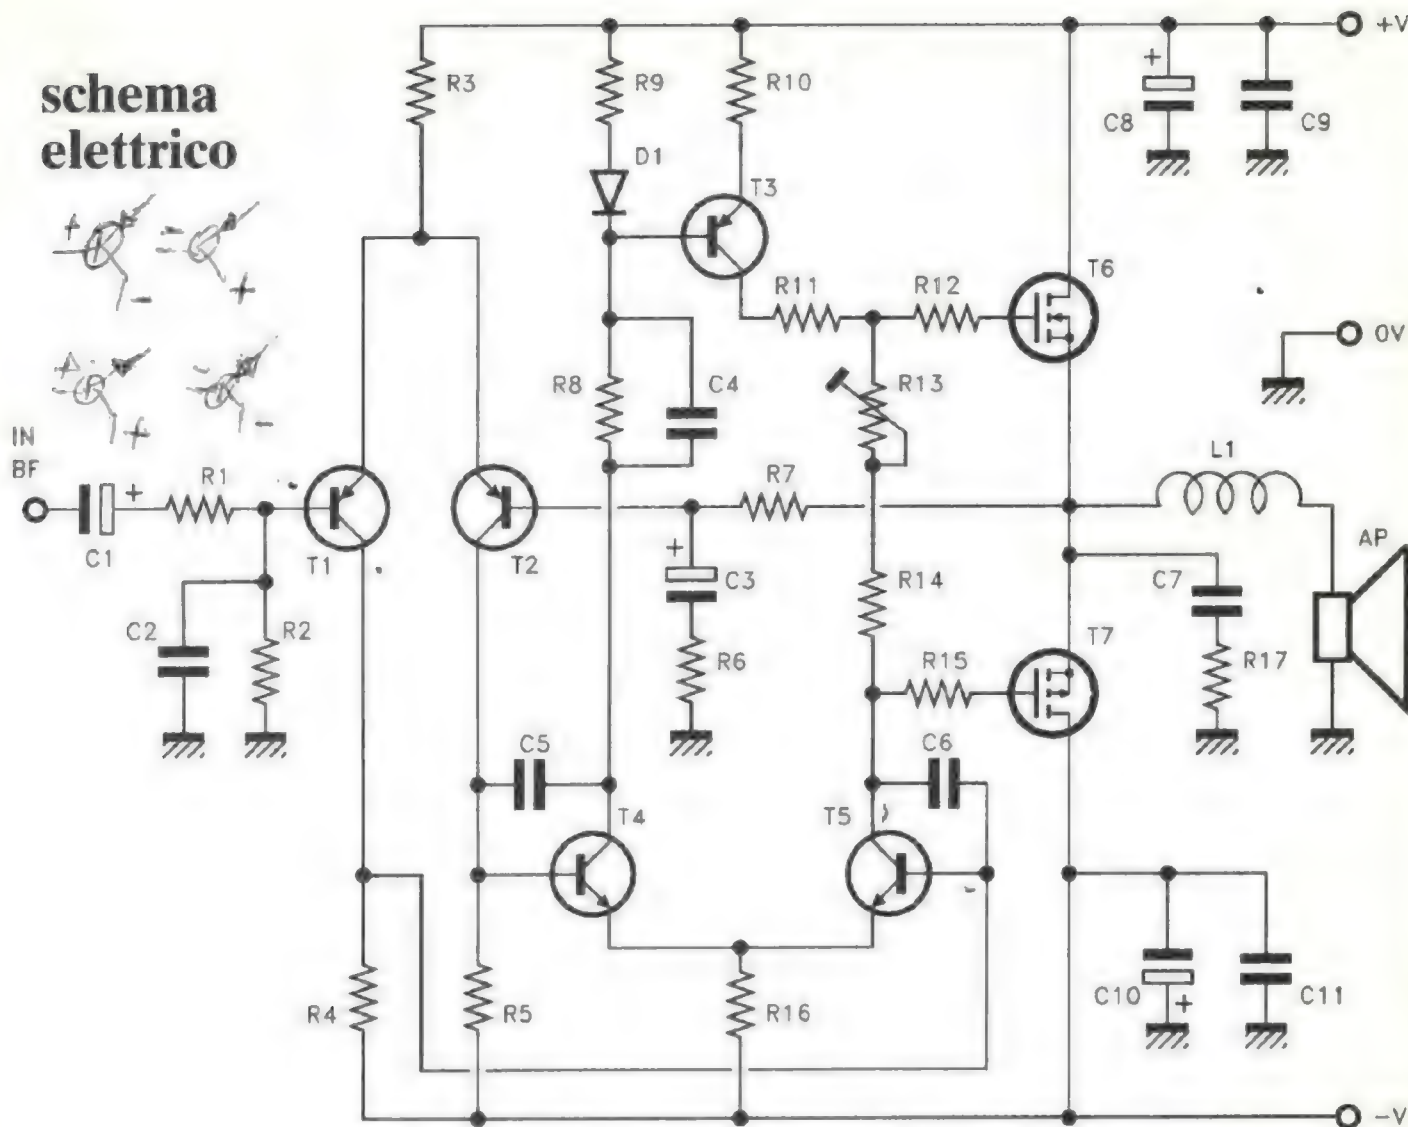 schema
elettrico
+V
R3
R9
R10
C8
+
C9
D1
T3
R11
R12
T6
0V
R8
C4
R13
IN
BF
C1
+
R1
T1
T2
R7
L1
AP
C2
R2
+
C3
R6
R14
C7
R17
T7
R15
C5
C6
T4
T5
R4
R5
R16
C10
+
C11
-V
+
-
-
+
+
-